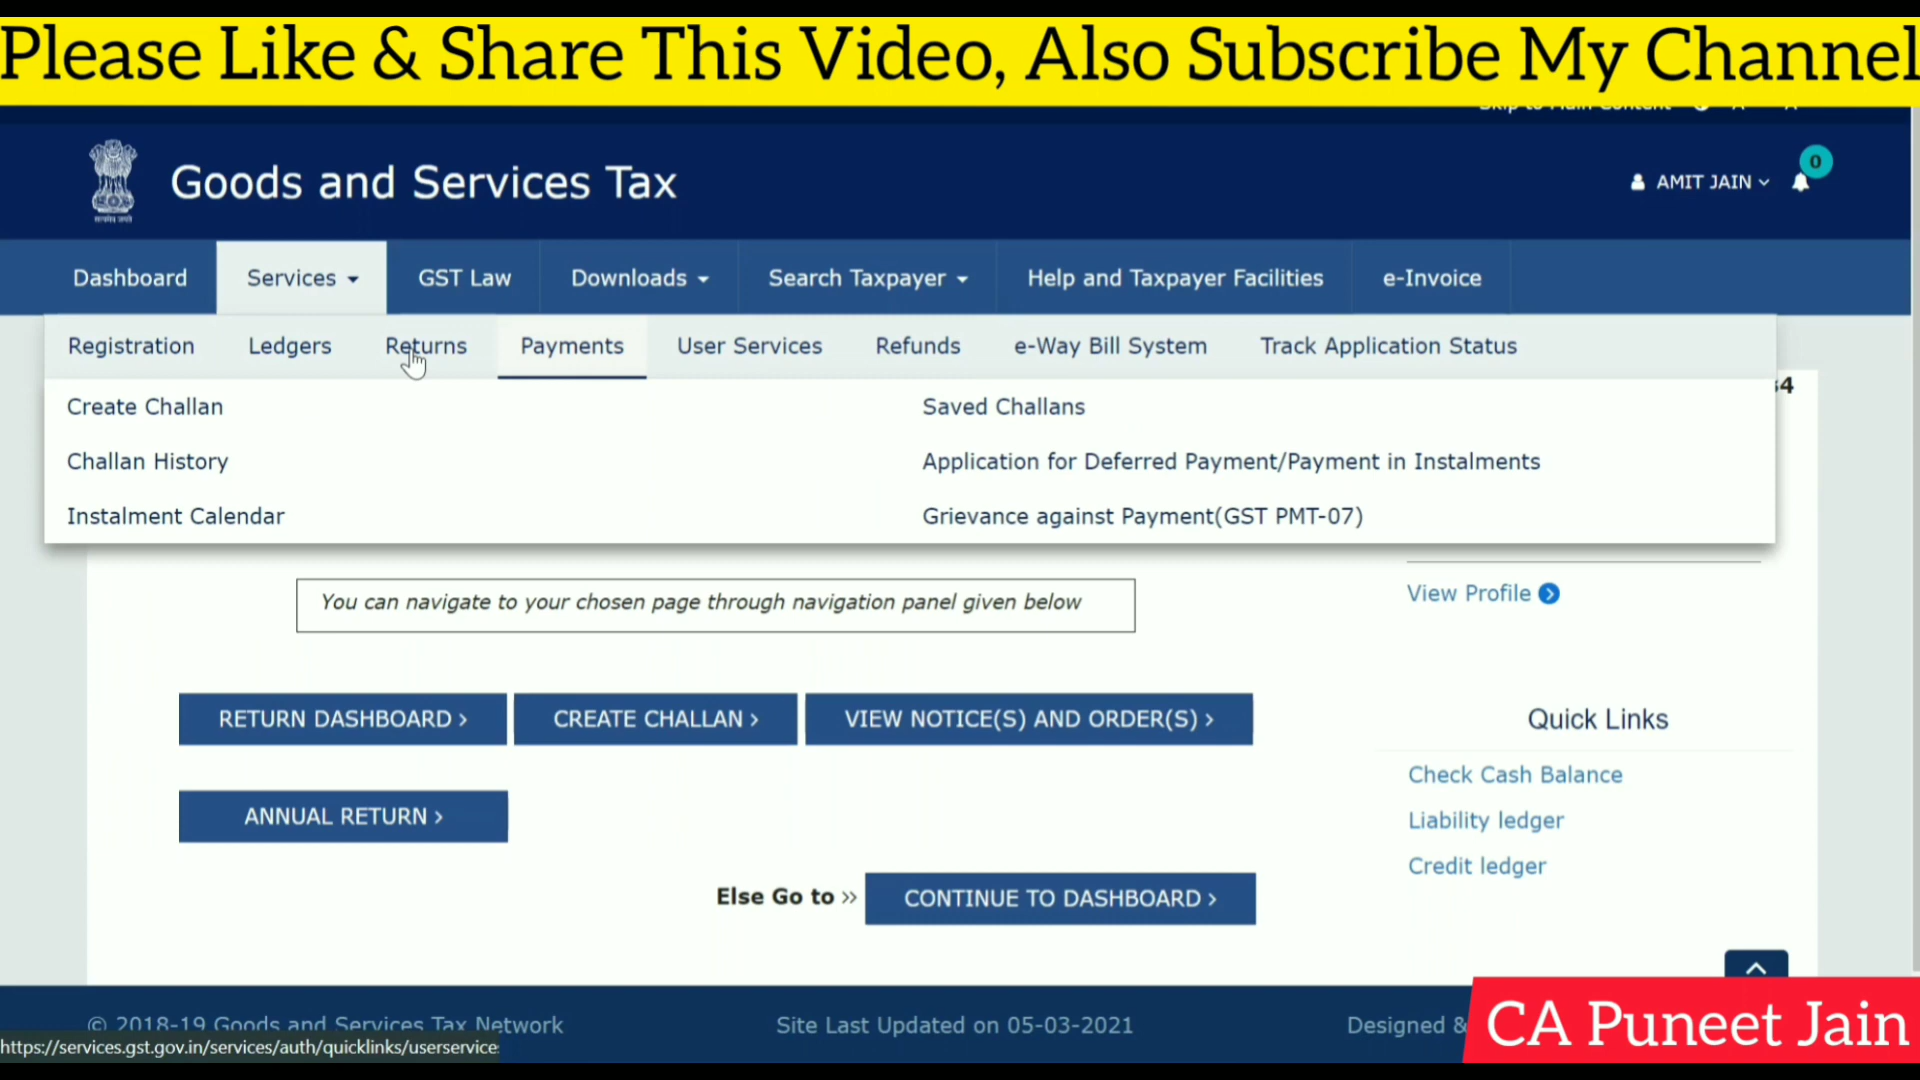 Please Like & Share This Video, Also Subscribe My Channel
Skip to Main Content
Goods and Services Tax
AMIT JAIN
0
Dashboard Services GST Law Downloads Search Taxpayer Help and Taxpayer Facilities e-Invoice
Registration Ledgers Returns Payments User Services Refunds e-Way Bill System Track Application Status
Create Challan Saved Challans
Challan History Application for Deferred Payment/Payment in Instalments
Instalment Calendar Grievance against Payment(GST PMT-07)
You can navigate to your chosen page through navigation panel given below
View Profile
RETURN DASHBOARD > CREATE CHALLAN > VIEW NOTICE(S) AND ORDER(S) >
Quick Links
Check Cash Balance
ANNUAL RETURN >
Liability ledger
Credit ledger
Else Go to >> CONTINUE TO DASHBOARD >
© 2018-19 Goods and Services Tax Network Site Last Updated on 05-03-2021 Designed &
CA Puneet Jain
https://services.gst.gov.in/services/auth/quicklinks/userservice